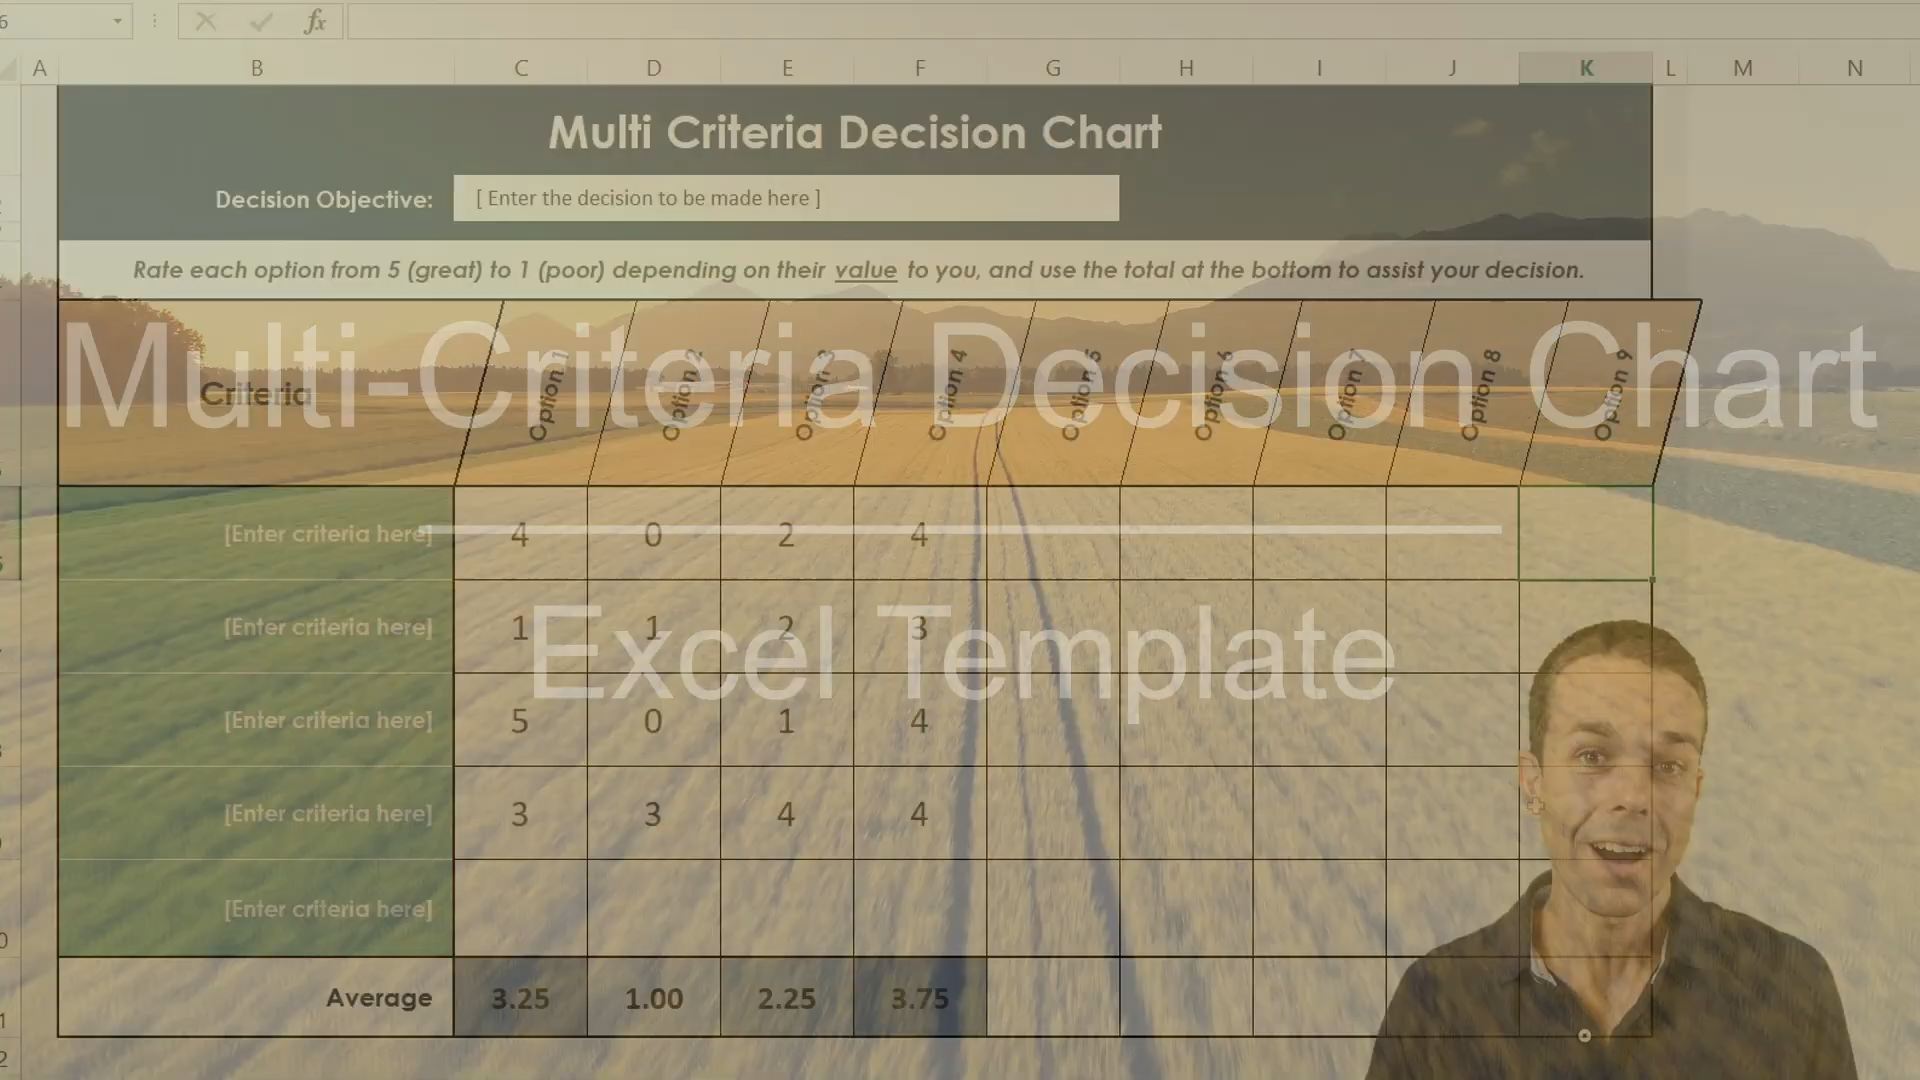 6 fx
A B C D E F G H I J K L M N
Multi Criteria Decision Chart
Decision Objective: [ Enter the decision to be made here ]
Rate each option from 5 (great) to 1 (poor) depending on their value to you, and use the total at the bottom to assist your decision.
Multi-Criteria Decision Chart
Criteria Option 1 Option 2 Option 3 Option 4 Option 5 Option 6 Option 7 Option 8 Option 9
[Enter criteria here] 4 0 2 4
[Enter criteria here] 1 1 2 3
Excel Template
[Enter criteria here] 5 0 1 4
[Enter criteria here] 3 3 4 4
[Enter criteria here]
Average 3.25 1.00 2.25 3.75